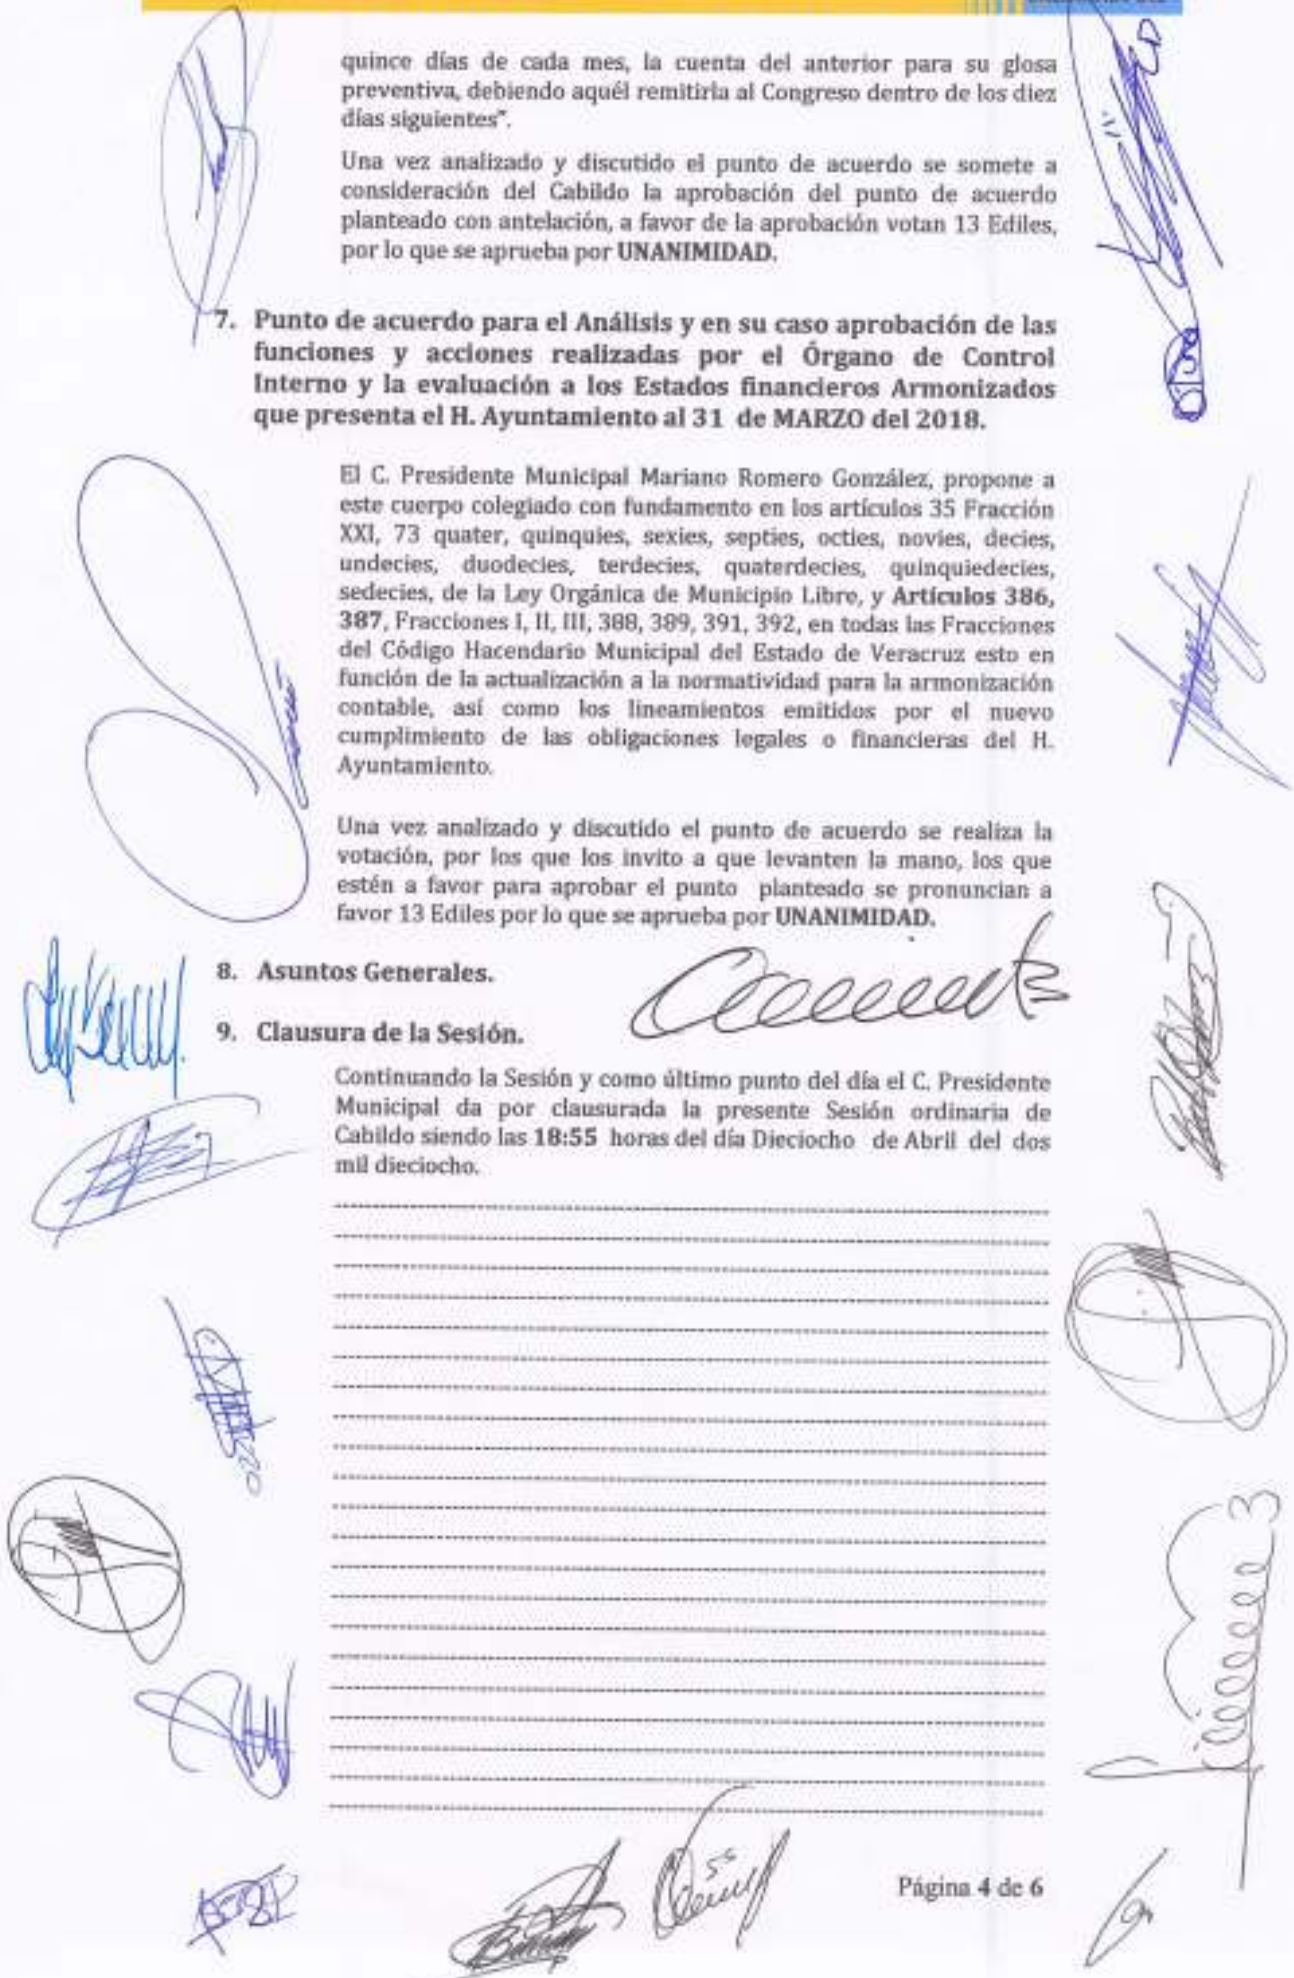 quince días de cada mes, la cuenta del anterior para su glosa
preventiva, debiendo aquél remitirla al Congreso dentro de los diez
días siguientes”.
Una vez analizado y discutido el punto de acuerdo se somete a
consideración del Cabildo la aprobación del punto de acuerdo
planteado con antelación, a favor de la aprobación votan 13 Ediles,
por lo que se aprueba por UNANIMIDAD.
7. Punto de acuerdo para el Análisis y en su caso aprobación de las
funciones y acciones realizadas por el Órgano de Control
Interno y la evaluación a los Estados financieros Armonizados
que presenta el H. Ayuntamiento al 31 de MARZO del 2018.
El C. Presidente Municipal Mariano Romero González, propone a
este cuerpo colegiado con fundamento en los artículos 35 Fracción
XXI, 73 quater, quinquies, sexies, septies, octies, novies, decies,
undecies, duodecies, terdecies, quaterdecies, quinquiedecies,
sedecies, de la Ley Orgánica de Municipio Libre, y Artículos 386,
387, Fracciones I, II, III, 388, 389, 391, 392, en todas las Fracciones
del Código Hacendario Municipal del Estado de Veracruz esto en
función de la actualización a la normatividad para la armonización
contable, así como los lineamientos emitidos por el nuevo
cumplimiento de las obligaciones legales o financieras del H.
Ayuntamiento.
Una vez analizado y discutido el punto de acuerdo se realiza la
votación, por los que los invito a que levanten la mano, los que
estén a favor para aprobar el punto planteado se pronuncian a
favor 13 Ediles por lo que se aprueba por UNANIMIDAD.
8. Asuntos Generales.
9. Clausura de la Sesión.
Continuando la Sesión y como último punto del día el C. Presidente
Municipal da por clausurada la presente Sesión ordinaria de
Cabildo siendo las 18:55 horas del día Dieciocho de Abril del dos
mil dieciocho.
Página 4 de 6